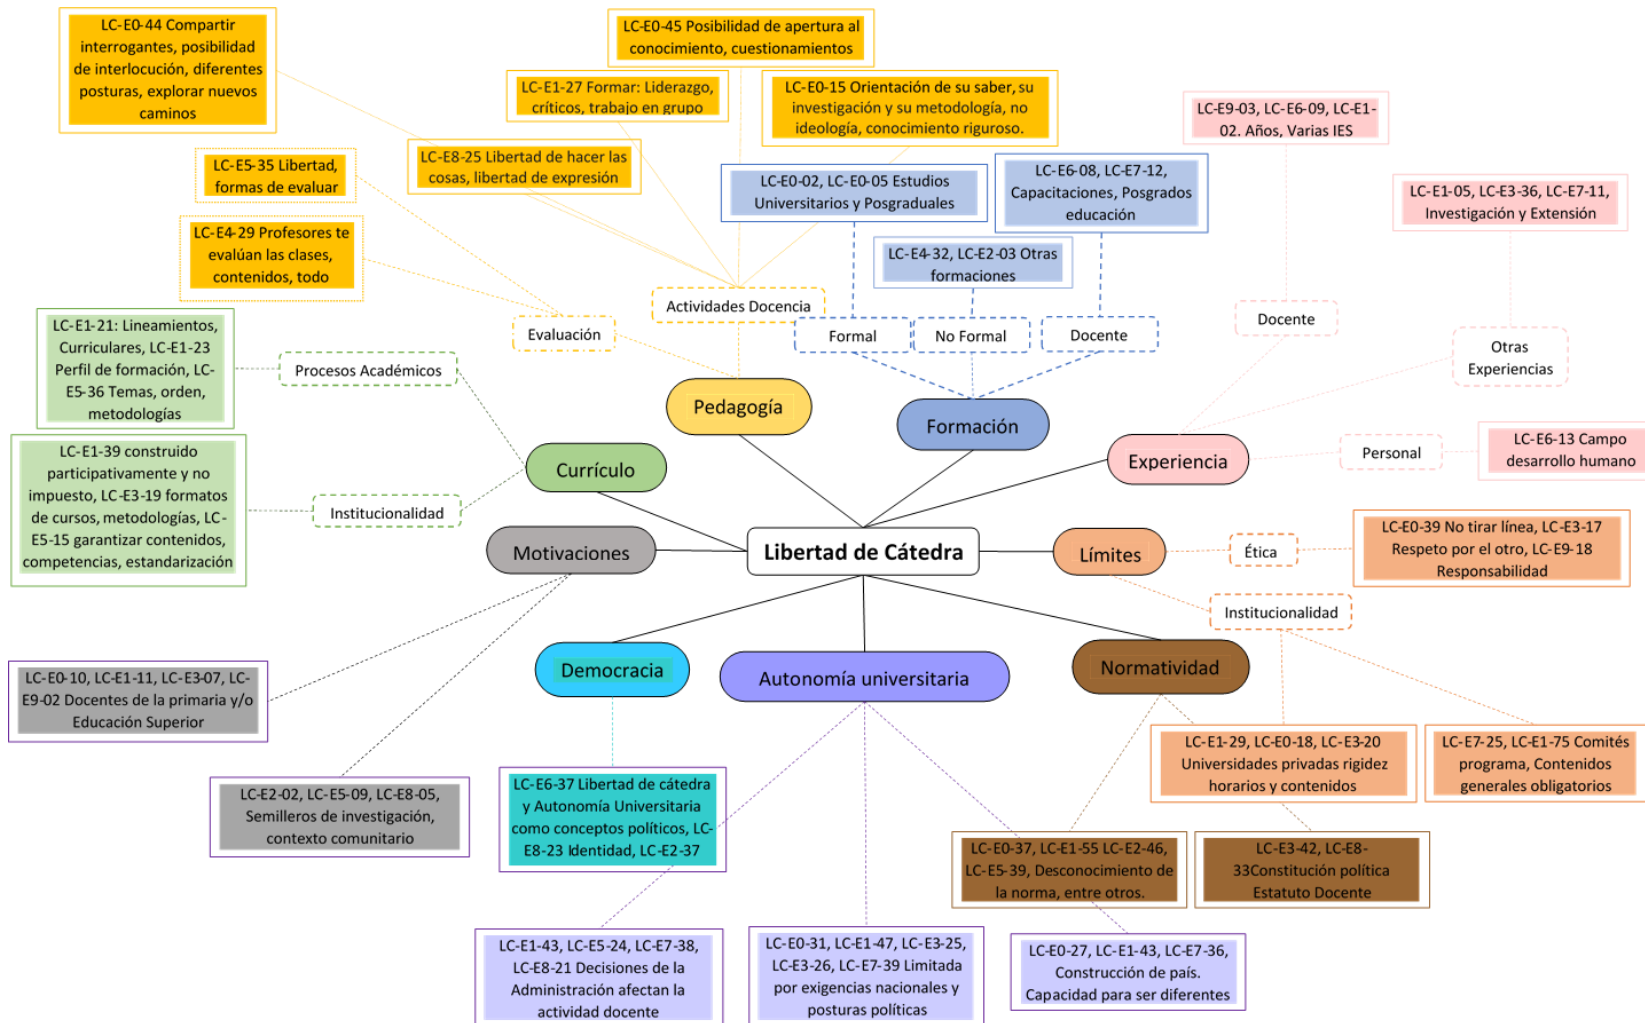 LC-E0-44 Compartir
interrogantes, posibilidad
de interlocución, diferentes
posturas, explorar nuevos
caminos
LC-E0-45 Posibilidad de apertura al
conocimiento, cuestionamientos
LC-E1-27 Formar: Liderazgo,
críticos, trabajo en grupo
LC-E0-15 Orientación de su saber, su
investigación y su metodología, no
ideología, conocimiento riguroso.
LC-E9-03, LC-E6-09, LC-E1-
02. Años, Varias IES
LC-E5-35 Libertad,
formas de evaluar
LC-E8-25 Libertad de hacer las
cosas, libertad de expresión
LC-E0-02, LC-E0-05 Estudios
Universitarios y Posgraduales
LC-E6-08, LC-E7-12,
Capacitaciones, Posgrados
educación
LC-E1-05, LC-E3-36, LC-E7-11,
Investigación y Extensión
LC-E4-29 Profesores te
evalúan las clases,
contenidos, todo
LC-E4-32, LC-E2-03 Otras
formaciones
Actividades Docencia
Evaluación
Formal
No Formal
Docente
Docente
Otras
Experiencias
LC-E1-21: Lineamientos,
Curriculares, LC-E1-23
Perfil de formación, LC-
E5-36 Temas, orden,
metodologías
Procesos Académicos
Pedagogía
Formación
Experiencia
Personal
LC-E6-13 Campo
desarrollo humano
LC-E1-39 construido
participativamente y no
impuesto, LC-E3-19 formatos
de cursos, metodologías, LC-
E5-15 garantizar contenidos,
competencias, estandarización
Currículo
Institucionalidad
Motivaciones
Libertad de Cátedra
Límites
Ética
LC-E0-39 No tirar línea, LC-E3-17
Respeto por el otro, LC-E9-18
Responsabilidad
Institucionalidad
Democracia
Autonomía universitaria
Normatividad
LC-E0-10, LC-E1-11, LC-E3-07, LC-
E9-02 Docentes de la primaria y/o
Educación Superior
LC-E1-29, LC-E0-18, LC-E3-20
Universidades privadas rigidez
horarios y contenidos
LC-E7-25, LC-E1-75 Comités
programa, Contenidos
generales obligatorios
LC-E2-02, LC-E5-09, LC-E8-05,
Semilleros de investigación,
contexto comunitario
LC-E6-37 Libertad de cátedra
y Autonomía Universitaria
como conceptos políticos, LC-
E8-23 Identidad, LC-E2-37
LC-E0-37, LC-E1-55 LC-E2-46,
LC-E5-39, Desconocimiento de
la norma, entre otros.
LC-E3-42, LC-E8-
33Constitución política
Estatuto Docente
LC-E1-43, LC-E5-24, LC-E7-38,
LC-E8-21 Decisiones de la
Administración afectan la
actividad docente
LC-E0-31, LC-E1-47, LC-E3-25,
LC-E3-26, LC-E7-39 Limitada
por exigencias nacionales y
posturas políticas
LC-E0-27, LC-E1-43, LC-E7-36,
Construcción de país.
Capacidad para ser diferentes